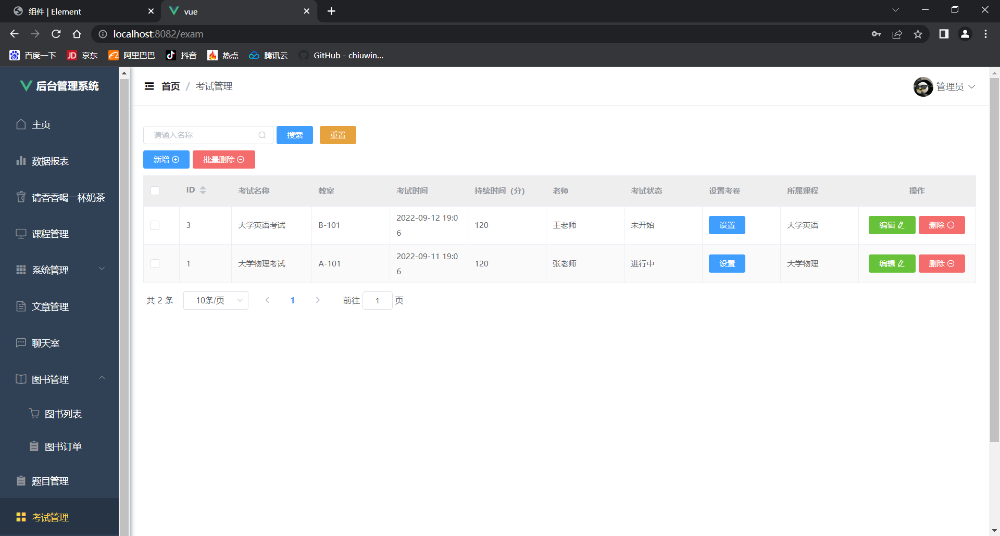 组件 | Element
vue
localhost:8082/exam
百度一下
京东
阿里巴巴
抖音
热点
腾讯云
GitHub - chiuwin...
后台管理系统
主页
数据报表
请香香喝一杯奶茶
课程管理
系统管理
文章管理
聊天室
图书管理
图书列表
图书订单
题目管理
考试管理
首页 / 考试管理
管理员
请输入名称
搜索
重置
新增
批量删除
ID 考试名称 教室 考试时间 持续时间（分） 老师 考试状态 设置考卷 所属课程 操作
3 大学英语考试 B-101 2022-09-12 19:0
6 120 王老师 未开始 设置 大学英语 编辑 删除
1 大学物理考试 A-101 2022-09-11 19:0
6 120 张老师 进行中 设置 大学物理 编辑 删除
共 2 条 10条/页 1 前往 1 页